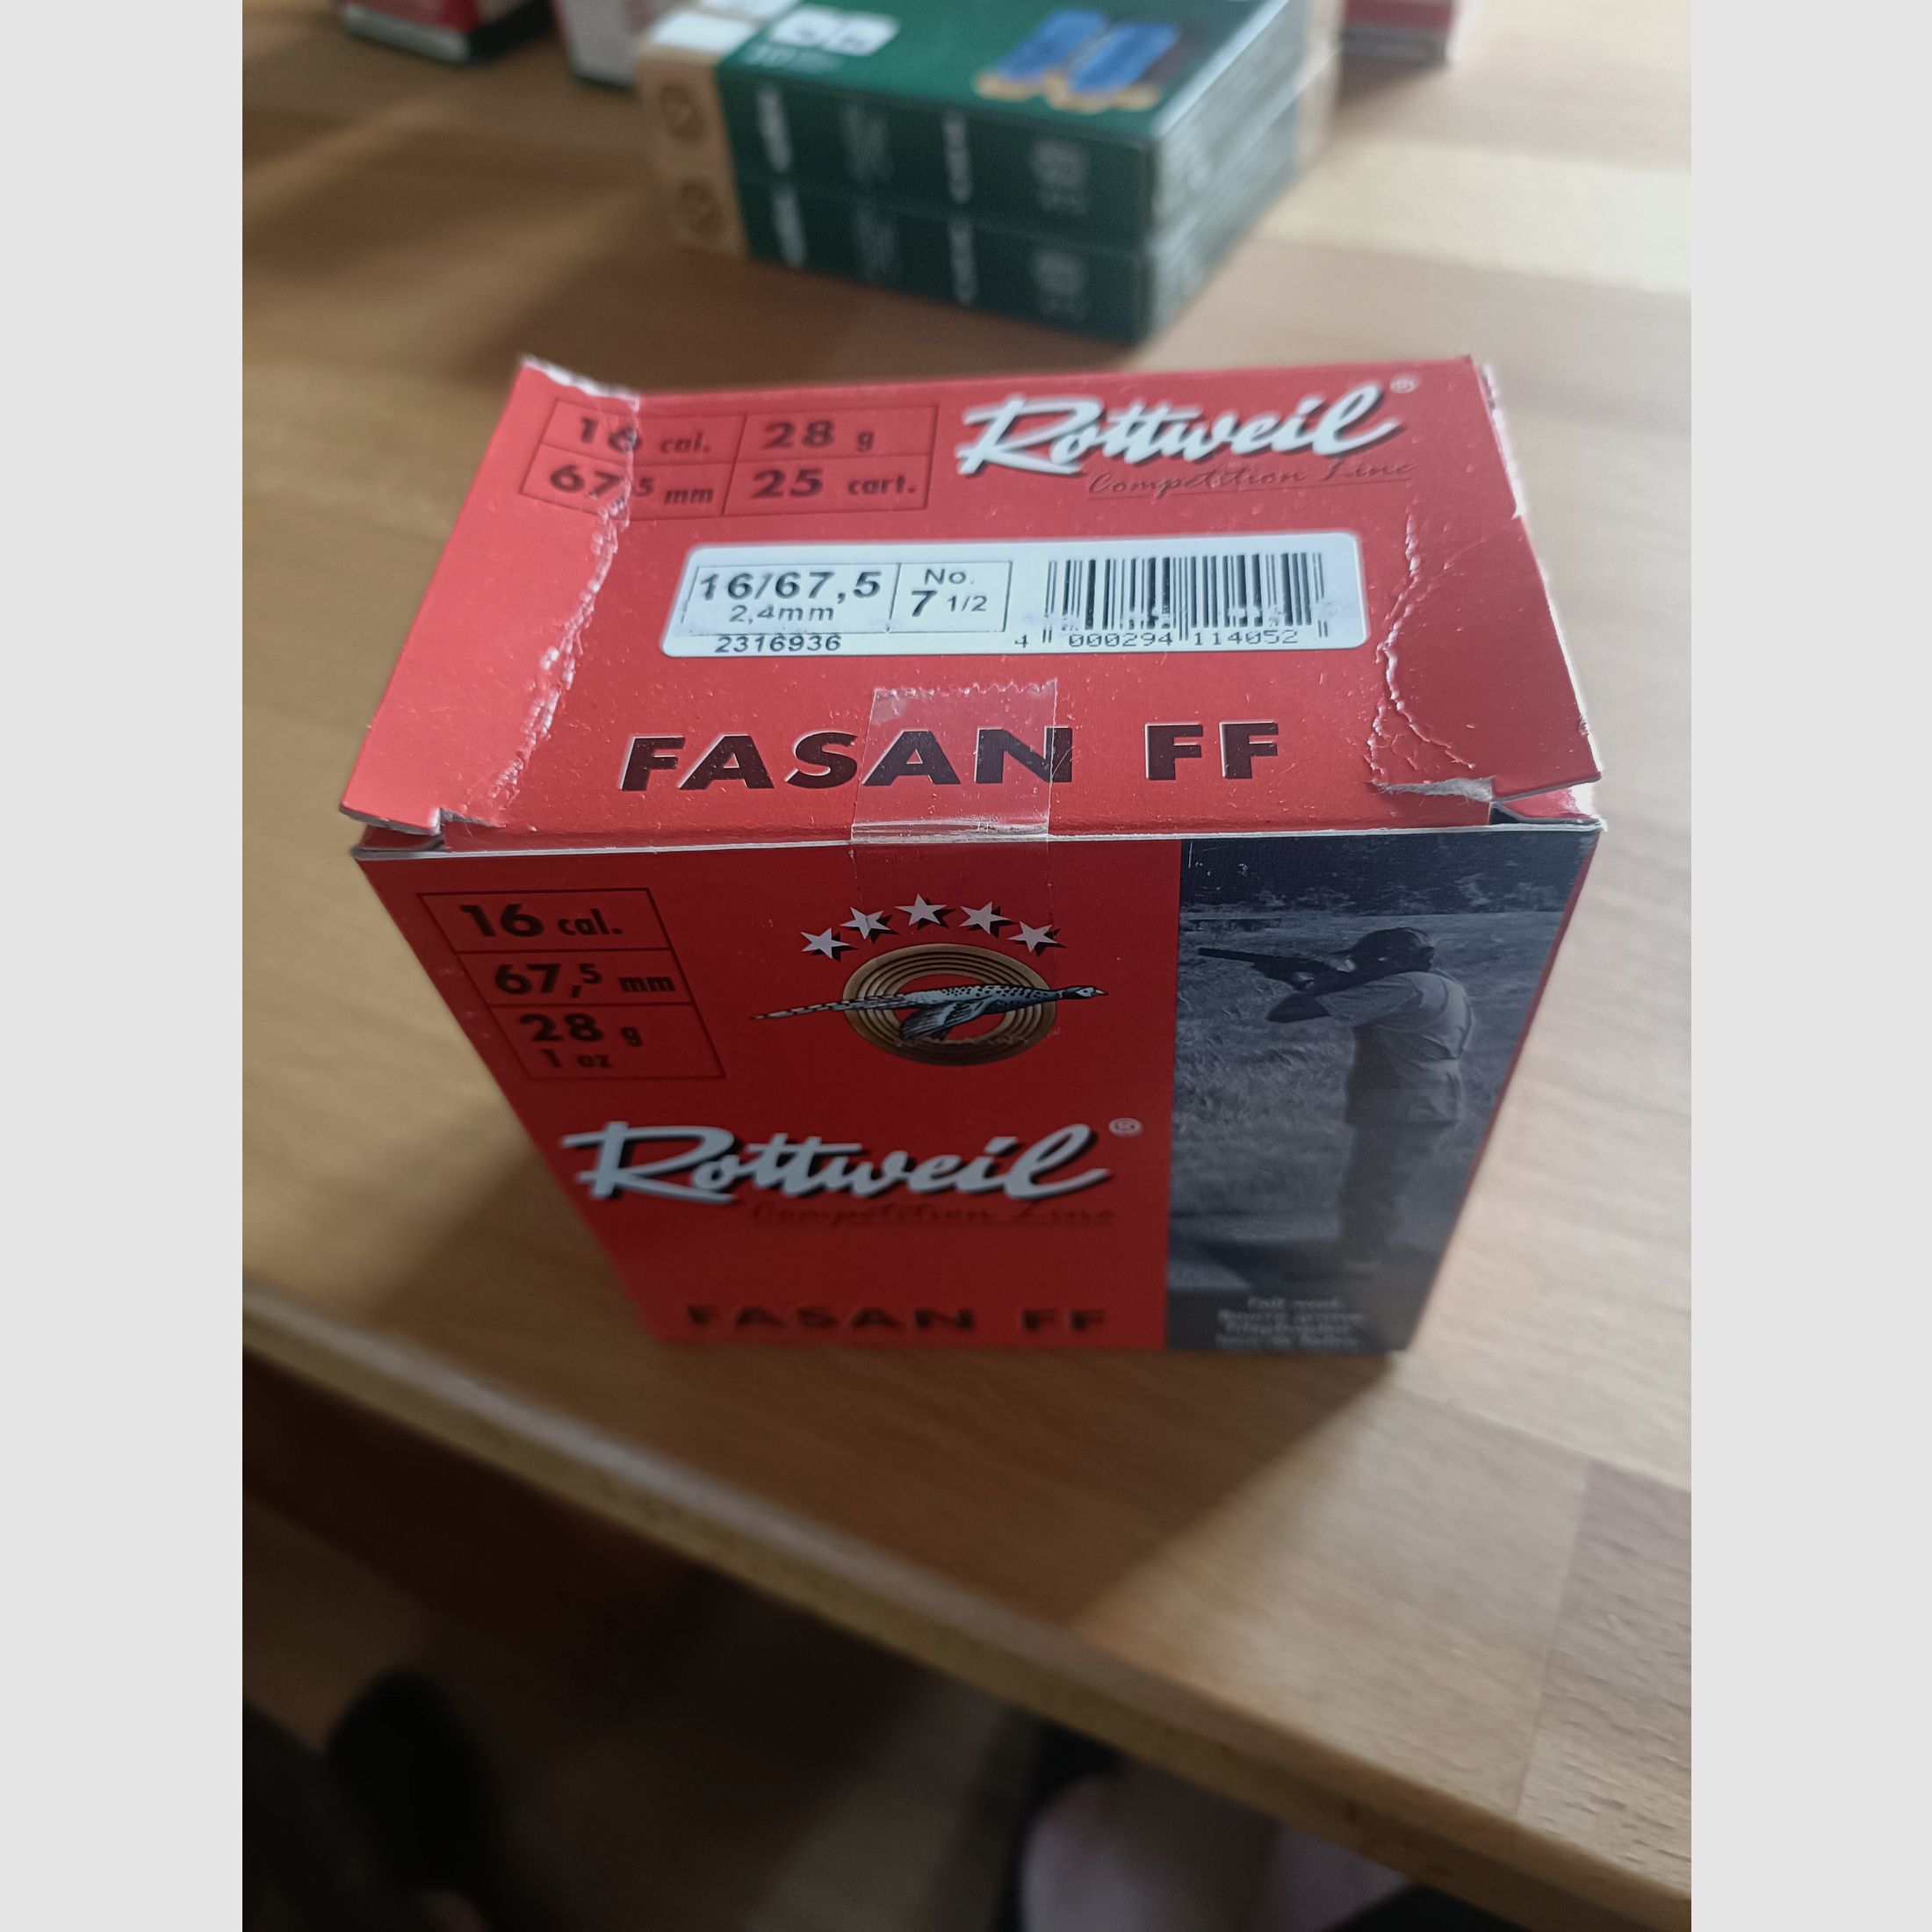 16 cal. 28 g
67,5 mm 25 cart.
Rottweil®
Competition Line
16/67,5
2,4mm
2316936
No.
7 1/2
4 000294 114052
FASAN FF
16 cal.
67,5 mm
28 g
1 oz
Rottweil®
Competition Line
FASAN FF